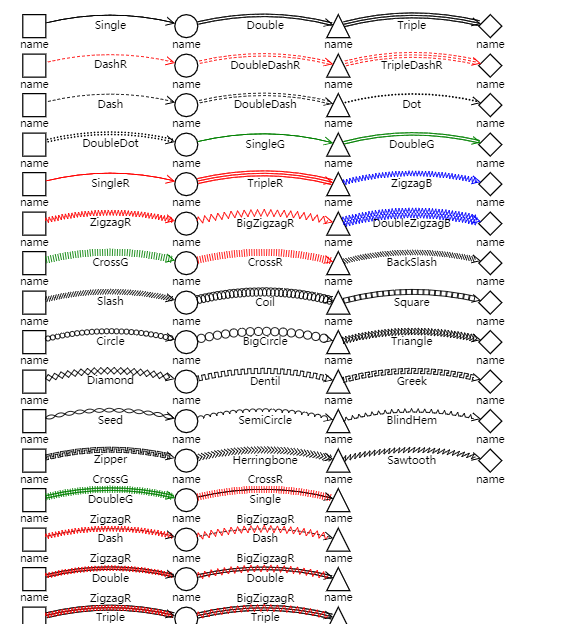 Single Double Triple
name name name name
DashR DoubleDashR TripleDashR
name name name name
Dash DoubleDash Dot
name name name name
DoubleDot SingleG DoubleG
name name name name
SingleR TripleR ZigzagB
name name name name
ZigzagR BigZigzagR DoubleZigzagB
name name name name
CrossG CrossR BackSlash
name name name name
Slash Coil Square
name name name name
Circle BigCircle Triangle
name name name name
Diamond Dentil Greek
name name name name
Seed SemiCircle BlindHem
name name name name
Zipper Herringbone Sawtooth
name name name name
CrossG CrossR
DoubleG Single
name name name
ZigzagR BigZigzagR
Dash Dash
name name name
ZigzagR BigZigzagR
Double Double
name name name
ZigzagR BigZigzagR
Triple Triple